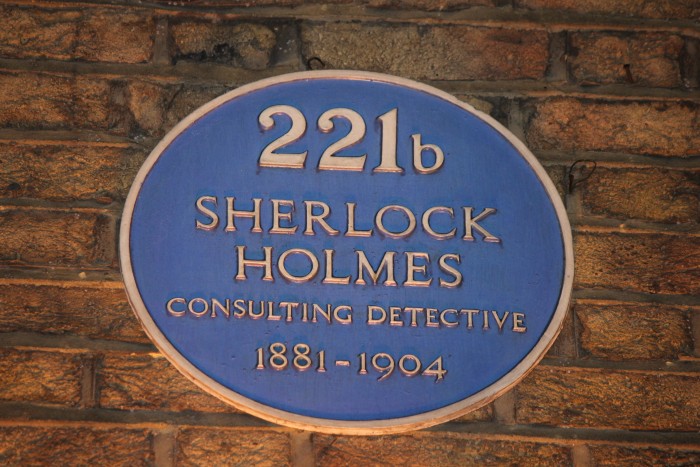 221b
SHERLOCK
HOLMES
CONSULTING DETECTIVE
1881-1904